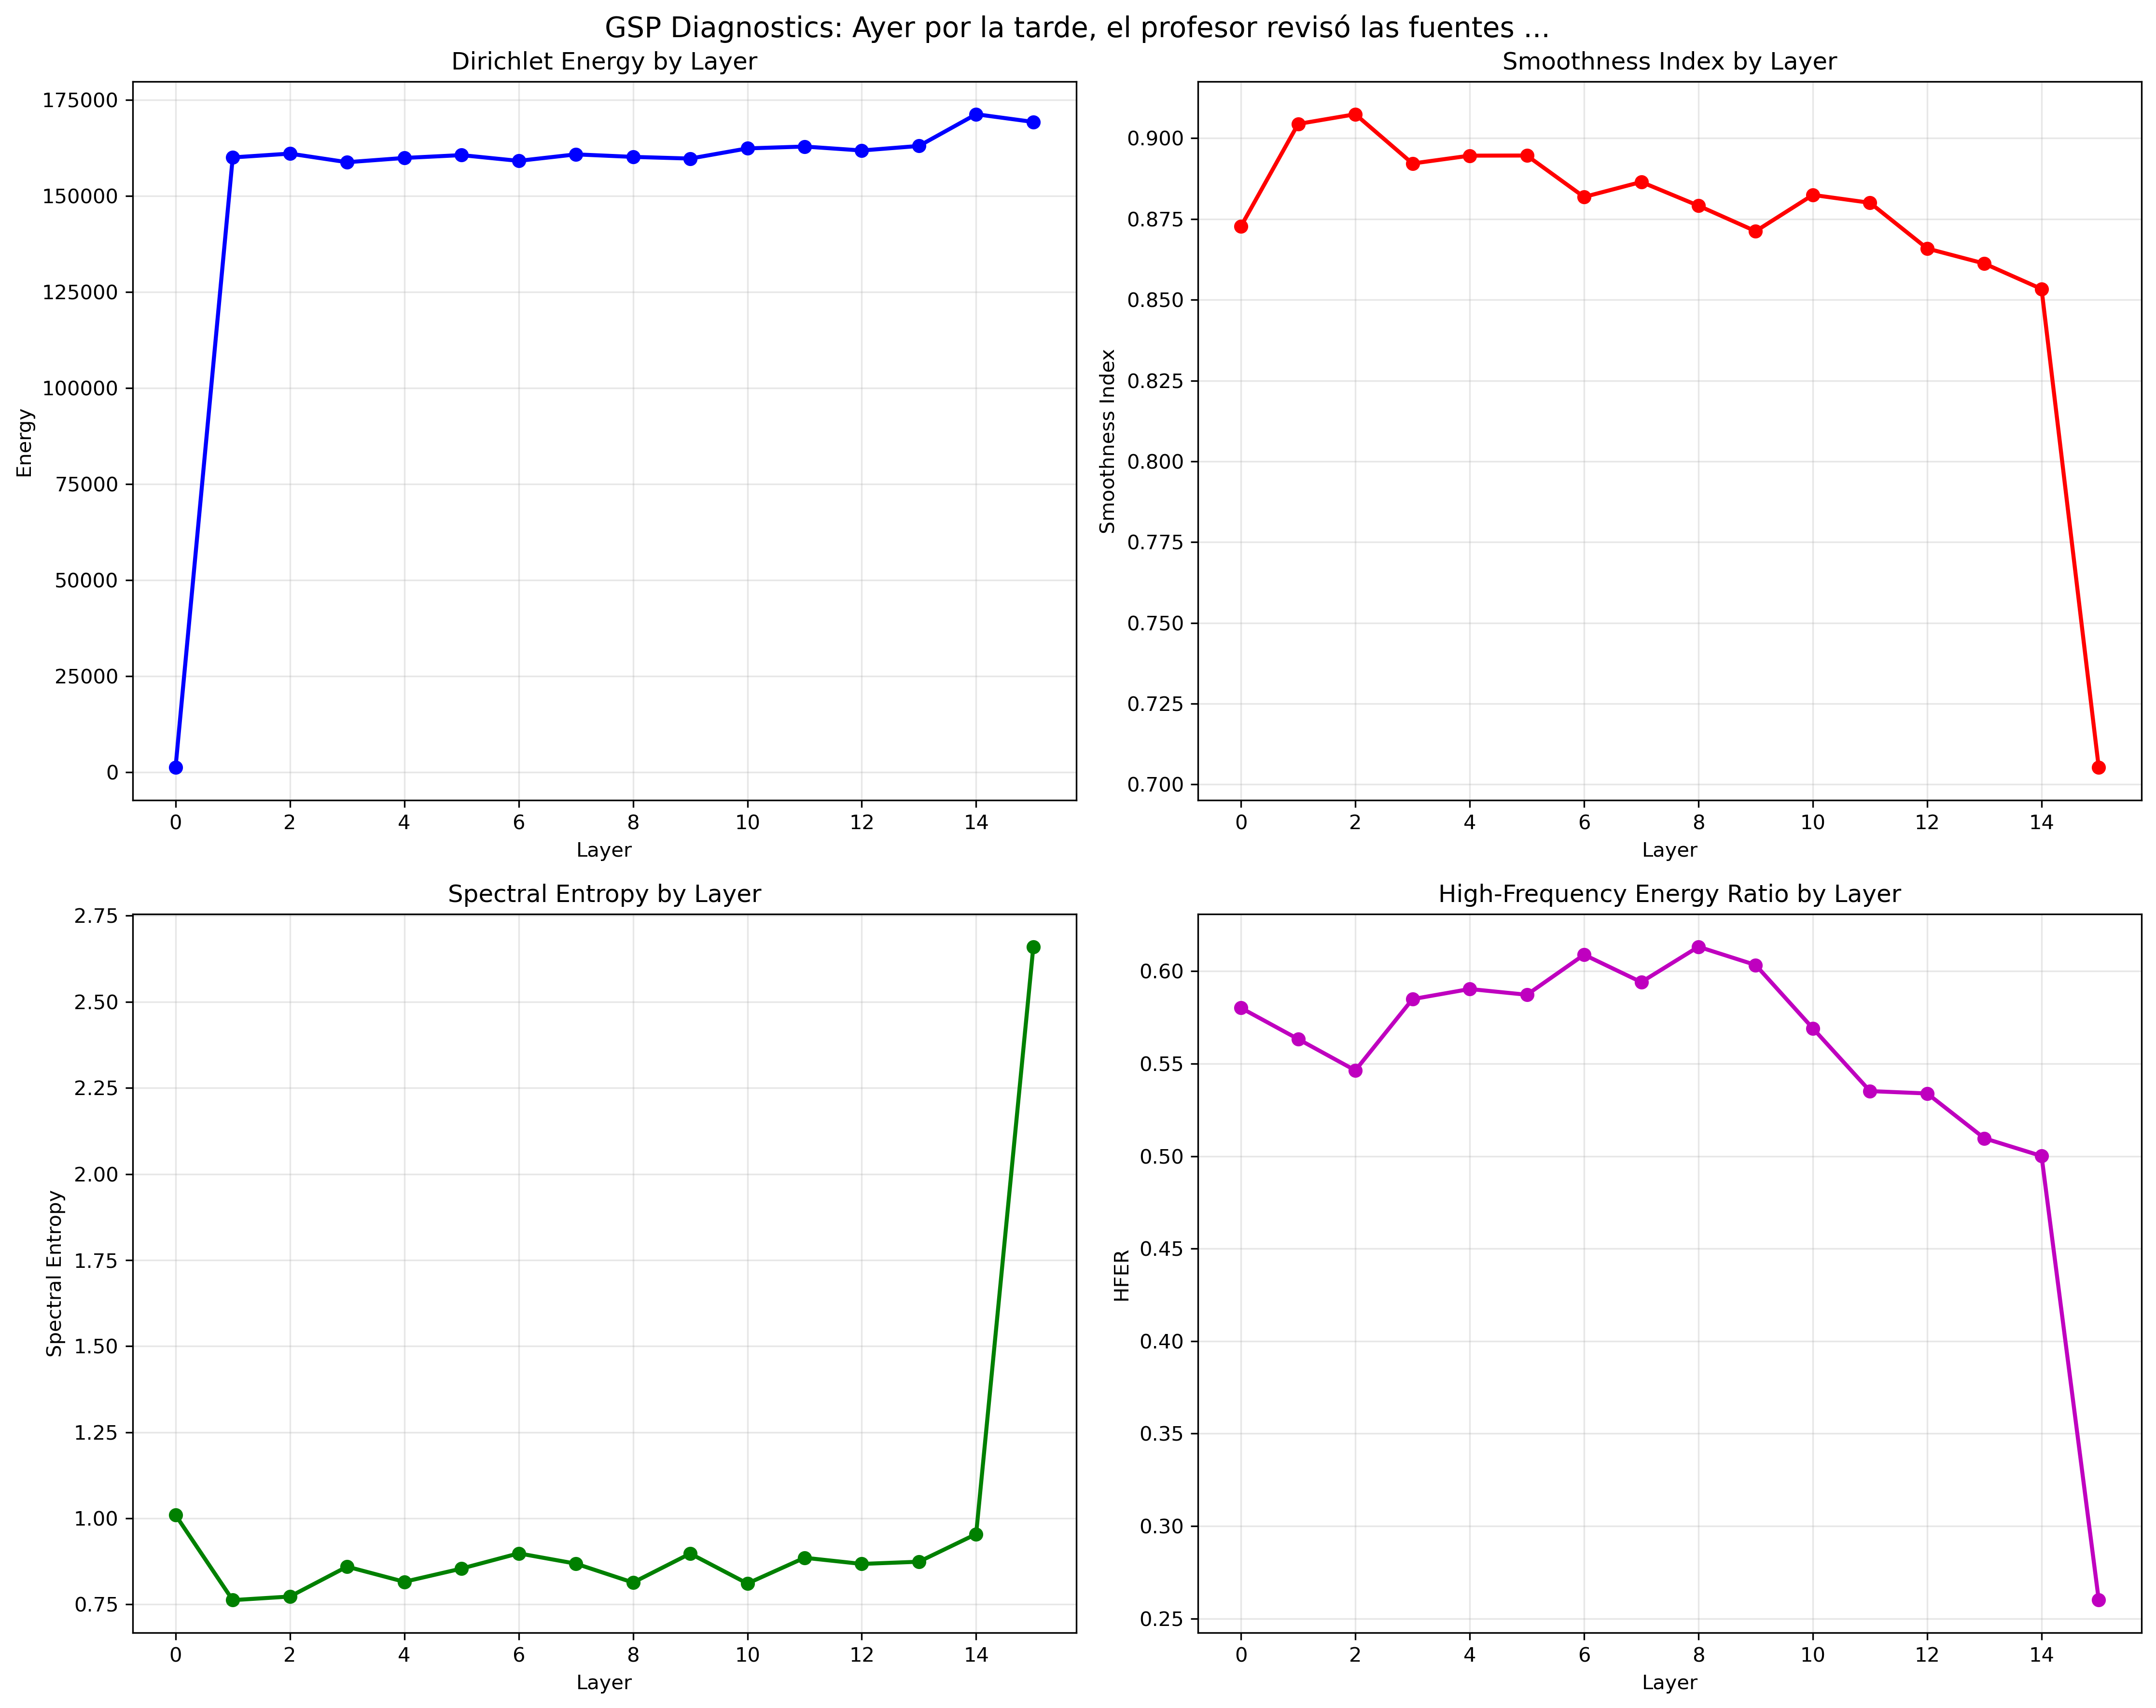 GSP Diagnostics: Ayer por la tarde, el profesor revisó las fuentes ...
Dirichlet Energy by Layer
175000
150000
125000
100000
75000
50000
25000
0
Energy
0 2 4 6 8 10 12 14
Layer
Smoothness Index by Layer
0.900
0.875
0.850
0.825
0.800
0.775
0.750
0.725
0.700
Smoothness Index
0 2 4 6 8 10 12 14
Layer
Spectral Entropy by Layer
2.75
2.50
2.25
2.00
1.75
1.50
1.25
1.00
0.75
Spectral Entropy
0 2 4 6 8 10 12 14
Layer
High-Frequency Energy Ratio by Layer
0.60
0.55
0.50
0.45
0.40
0.35
0.30
0.25
HFER
0 2 4 6 8 10 12 14
Layer